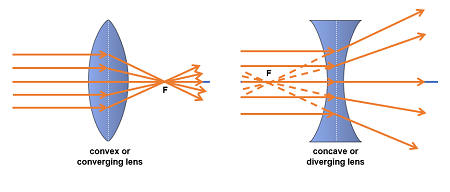 F
convex or
converging lens
F
concave or
diverging lens